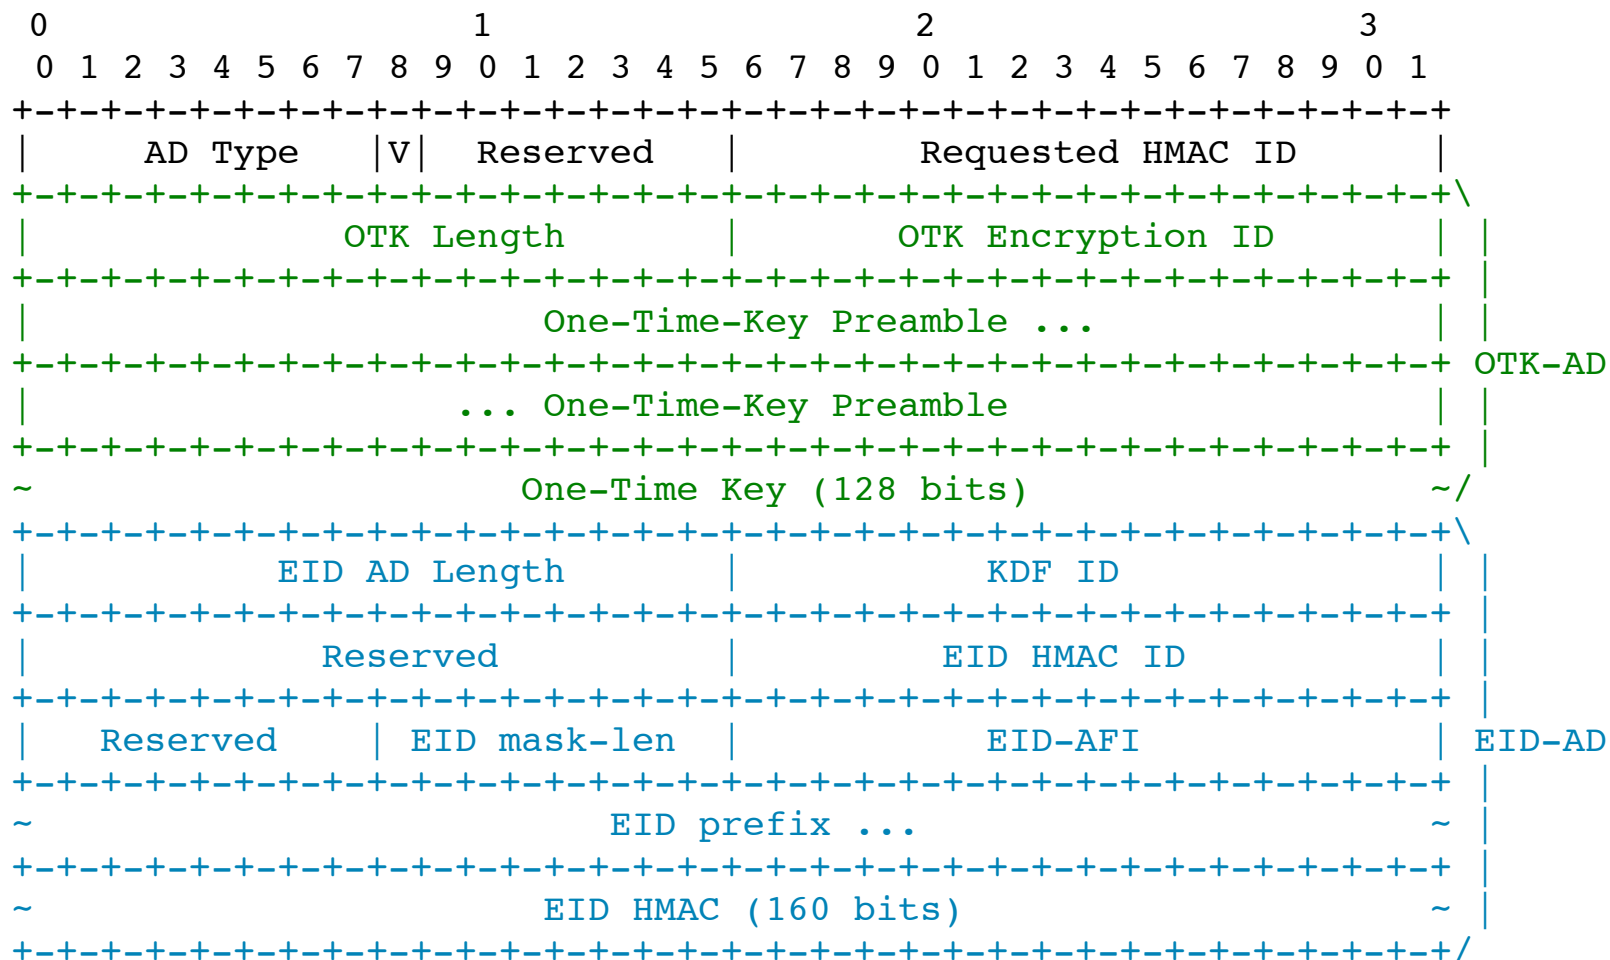 0                   1                   2                   3
 0 1 2 3 4 5 6 7 8 9 0 1 2 3 4 5 6 7 8 9 0 1 2 3 4 5 6 7 8 9 0 1
+-+-+-+-+-+-+-+-+-+-+-+-+-+-+-+-+-+-+-+-+-+-+-+-+-+-+-+-+-+-+-+-+
|     AD Type   |V|  Reserved   |        Requested HMAC ID      |
+-+-+-+-+-+-+-+-+-+-+-+-+-+-+-+-+-+-+-+-+-+-+-+-+-+-+-+-+-+-+-+-+\
|              OTK Length       |       OTK Encryption ID       | |
+-+-+-+-+-+-+-+-+-+-+-+-+-+-+-+-+-+-+-+-+-+-+-+-+-+-+-+-+-+-+-+-+ |
|                       One-Time-Key Preamble ...               | |
+-+-+-+-+-+-+-+-+-+-+-+-+-+-+-+-+-+-+-+-+-+-+-+-+-+-+-+-+-+-+-+-+ OTK-AD
|                   ... One-Time-Key Preamble                   | |
+-+-+-+-+-+-+-+-+-+-+-+-+-+-+-+-+-+-+-+-+-+-+-+-+-+-+-+-+-+-+-+-+ |
~                      One-Time Key (128 bits)                  ~/
+-+-+-+-+-+-+-+-+-+-+-+-+-+-+-+-+-+-+-+-+-+-+-+-+-+-+-+-+-+-+-+-+\
|           EID AD Length       |           KDF ID              | |
+-+-+-+-+-+-+-+-+-+-+-+-+-+-+-+-+-+-+-+-+-+-+-+-+-+-+-+-+-+-+-+-+ |
|             Reserved          |         EID HMAC ID           | |
+-+-+-+-+-+-+-+-+-+-+-+-+-+-+-+-+-+-+-+-+-+-+-+-+-+-+-+-+-+-+-+-+ |
|   Reserved    | EID mask-len  |           EID-AFI             | EID-AD
+-+-+-+-+-+-+-+-+-+-+-+-+-+-+-+-+-+-+-+-+-+-+-+-+-+-+-+-+-+-+-+-+ |
~                          EID prefix ...                       ~ |
+-+-+-+-+-+-+-+-+-+-+-+-+-+-+-+-+-+-+-+-+-+-+-+-+-+-+-+-+-+-+-+-+ |
~                       EID HMAC (160 bits)                     ~ |
+-+-+-+-+-+-+-+-+-+-+-+-+-+-+-+-+-+-+-+-+-+-+-+-+-+-+-+-+-+-+-+-+/